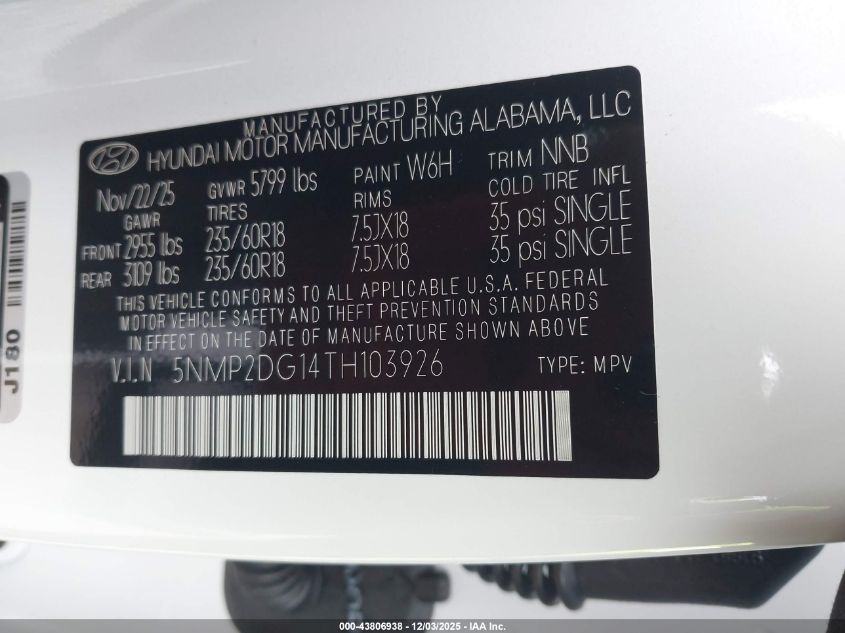 MANUFACTURED BY
HYUNDAI MOTOR MANUFACTURING ALABAMA, LLC
Nov/22/25 GVWR 5799 lbs PAINT W6H TRIM NNB
GAWR TIRES RIMS COLD TIRE INFL
FRONT 2955 lbs 235/60R18 7.5JX18 35 psi SINGLE
REAR 3109 lbs 235/60R18 7.5JX18 35 psi SINGLE
THIS VEHICLE CONFORMS TO ALL APPLICABLE U.S.A. FEDERAL
MOTOR VEHICLE SAFETY AND THEFT PREVENTION STANDARDS
IN EFFECT ON THE DATE OF MANUFACTURE SHOWN ABOVE
V.I.N 5NMP2DG14TH103926 TYPE: MPV
J180
000-43806938 - 12/03/2025 - IAA Inc.